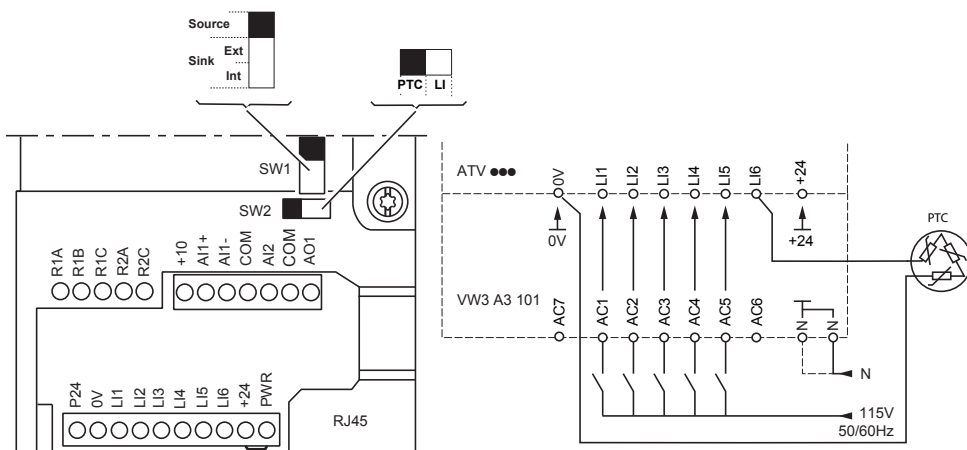 Source
Sink
Ext
Int
PTC LI
SW1
SW2
R1A
R1B
R1C
R2A
R2C
+10
AI1+
AI1-
COM
AI2
COM
AO1
P24
0V
LI1
LI2
LI3
LI4
LI5
LI6
+24
PWR
RJ45
ATV ●●●
0V
LI1
LI2
LI3
LI4
LI5
LI6
+24
0V
+24
PTC
VW3 A3 101
AC7
AC1
AC2
AC3
AC4
AC5
AC6
N
N
N
115V
50/60Hz